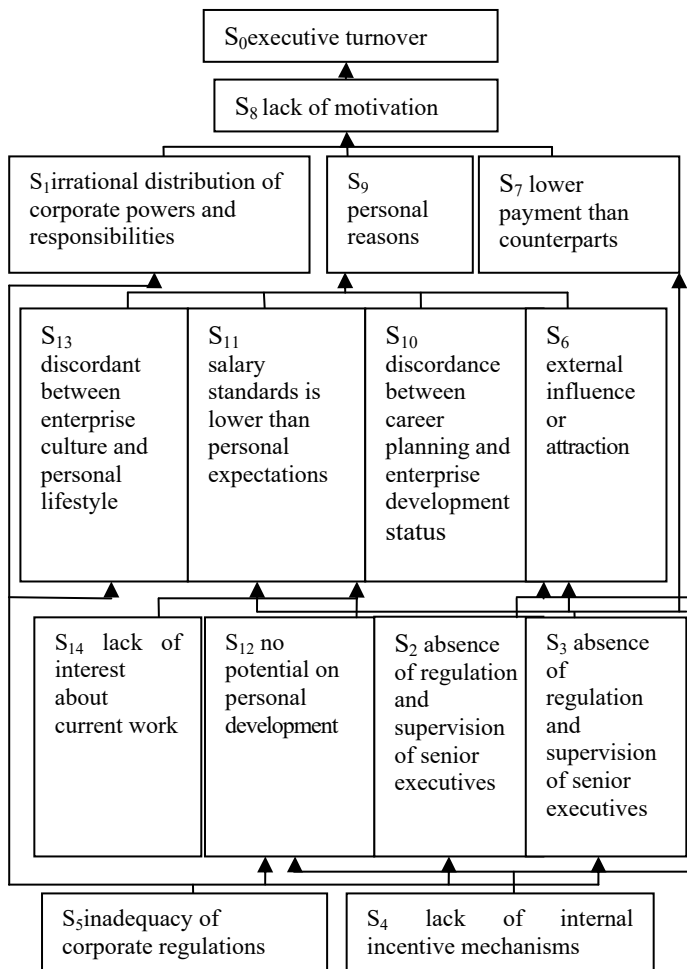 S₀executive turnover
S₈ lack of motivation
S₁irrational distribution of
corporate powers and
responsibilities
S₉
personal
reasons
S₇ lower
payment than
counterparts
S₁₃
discordant
between
enterprise
culture and
personal
lifestyle
S₁₁
salary
standards is
lower than
personal
expectations
S₁₀
discordance
between
career
planning and
enterprise
development
status
S₆
external
influence
or
attraction
S₁₄ lack of
interest
about
current work
S₁₂ no
potential on
personal
development
S₂ absence
of regulation
and
supervision
of senior
executives
S₃ absence
of
regulation
and
supervision
of senior
executives
S₅inadequacy of
corporate regulations
S₄ lack of internal
incentive mechanisms